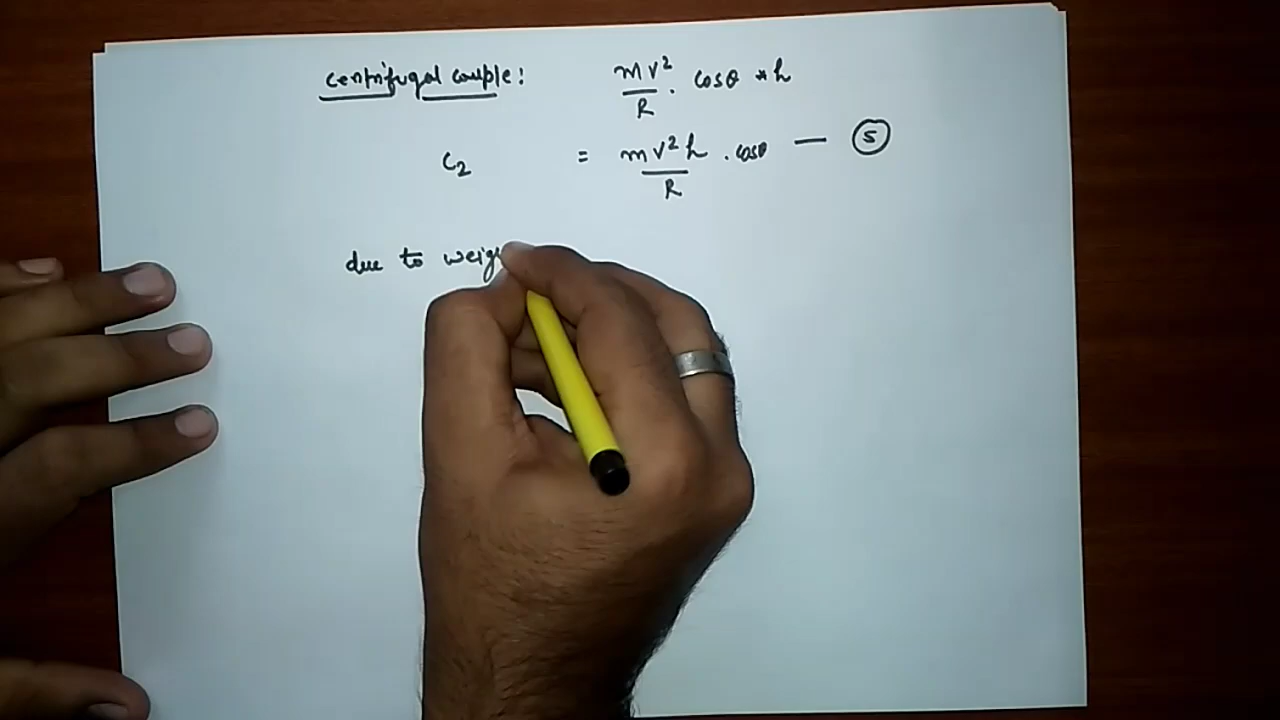 centrifugal couple: mv²/R . cosθ * h
C₂ = mv²h/R . cosθ — ⑤
due to